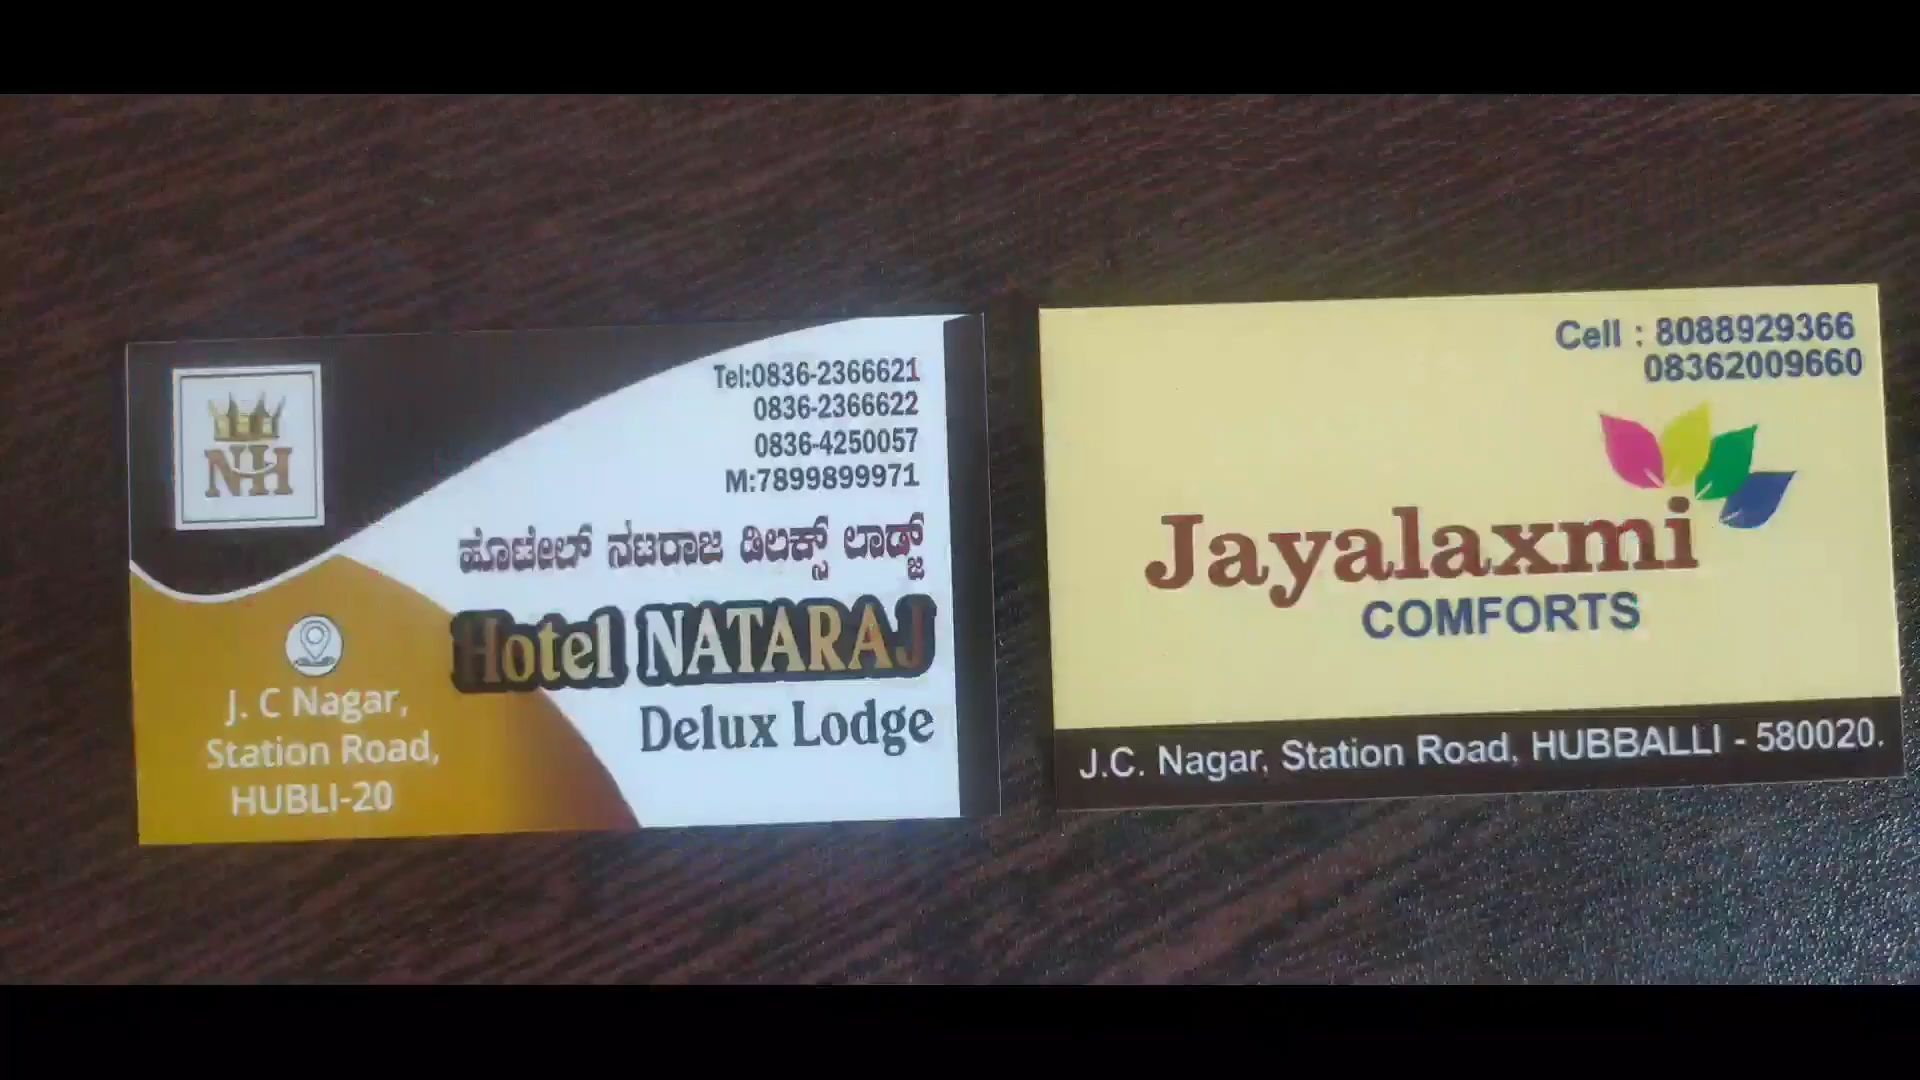 NH
Tel:0836-2366621
0836-2366622
0836-4250057
M:7899899971
ಹೊಟೇಲ್ ನಟರಾಜ ಡಿಲಕ್ಸ್ ಲಾಡ್ಜ್
Hotel NATARAJ
Delux Lodge
J. C Nagar,
Station Road,
HUBLI-20
Cell : 8088929366
08362009660
Jayalaxmi
COMFORTS
J.C. Nagar, Station Road, HUBBALLI - 580020.